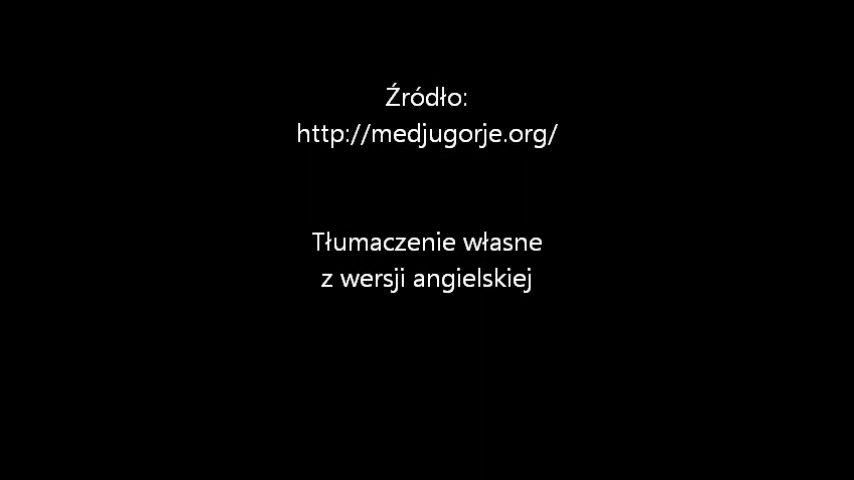 Źródło:
http://medjugorje.org/
Tłumaczenie własne
z wersji angielskiej